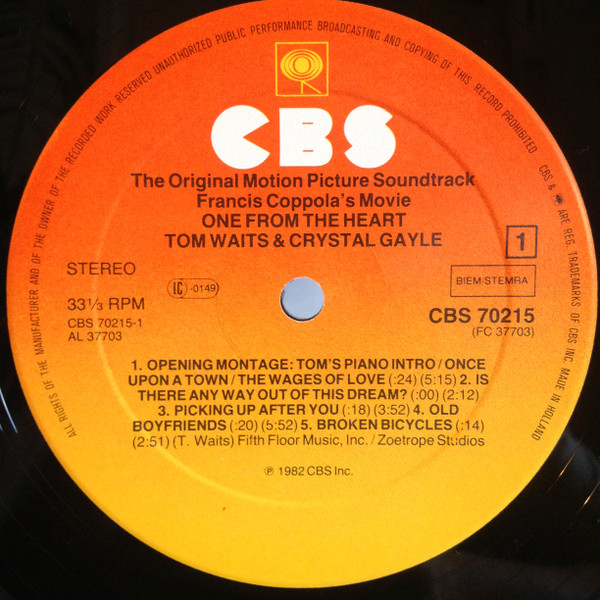 ALL RIGHTS OF THE MANUFACTURER AND OF THE OWNER OF THE RECORDED WORK RESERVED UNAUTHORIZED PUBLIC PERFORMANCE BROADCASTING AND COPYING OF THIS RECORD PROHIBITED CBS & ARE REG. TRADEMARKS OF CBS INC. MADE IN HOLLAND
CBS
The Original Motion Picture Soundtrack
Francis Coppola's Movie
ONE FROM THE HEART
TOM WAITS & CRYSTAL GAYLE
1
STEREO
IC -0149
BIEM/STEMRA
33⅓ RPM
CBS 70215-1
AL 37703
CBS 70215
(FC 37703)
1. OPENING MONTAGE: TOM'S PIANO INTRO / ONCE
UPON A TOWN / THE WAGES OF LOVE (:24) (5:15) 2. IS
THERE ANY WAY OUT OF THIS DREAM? (:00) (2:12)
3. PICKING UP AFTER YOU (:18) (3:52) 4. OLD
BOYFRIENDS (:20) (5:52) 5. BROKEN BICYCLES (:14)
(2:51) (T. Waits) Fifth Floor Music, Inc. / Zoetrope Studios
℗ 1982 CBS Inc.